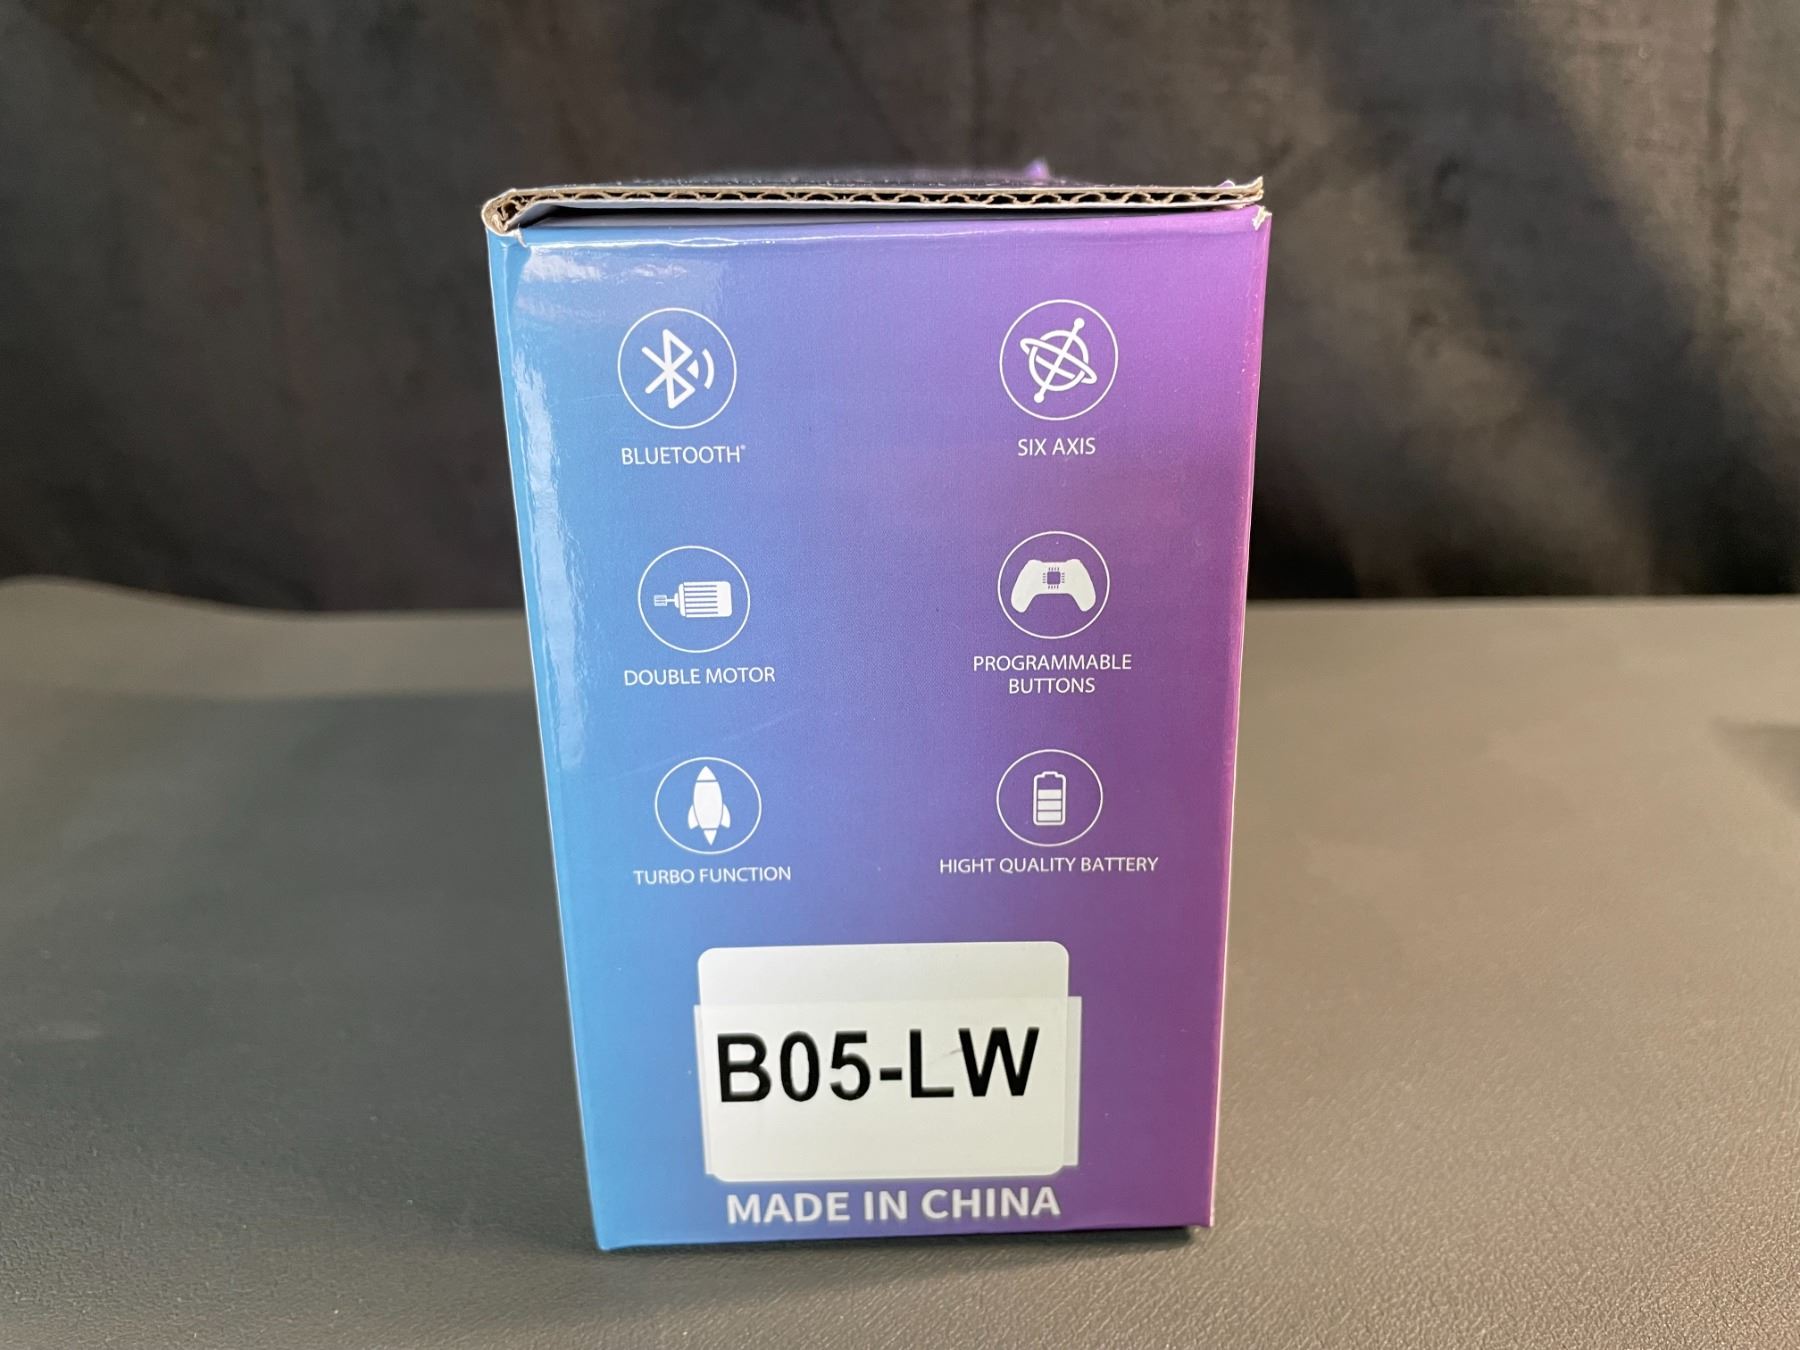 BLUETOOTH®
SIX AXIS
DOUBLE MOTOR
PROGRAMMABLE
BUTTONS
TURBO FUNCTION
HIGHT QUALITY BATTERY
B05-LW
MADE IN CHINA